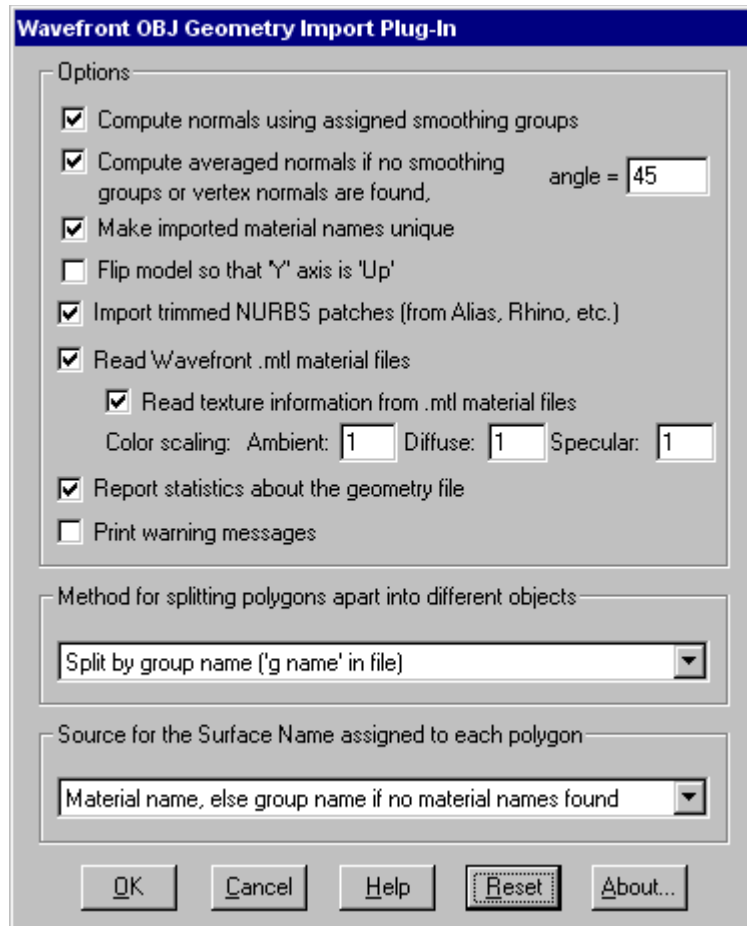 Wavefront OBJ Geometry Import Plug-In
Options
Compute normals using assigned smoothing groups
Compute averaged normals if no smoothing
groups or vertex normals are found,
angle = 45
Make imported material names unique
Flip model so that 'Y' axis is 'Up'
Import trimmed NURBS patches (from Alias, Rhino, etc.)
Read Wavefront .mtl material files
Read texture information from .mtl material files
Color scaling: Ambient: 1 Diffuse: 1 Specular: 1
Report statistics about the geometry file
Print warning messages
Method for splitting polygons apart into different objects
Split by group name ('g name' in file)
Source for the Surface Name assigned to each polygon
Material name, else group name if no material names found
OK Cancel Help Reset About...